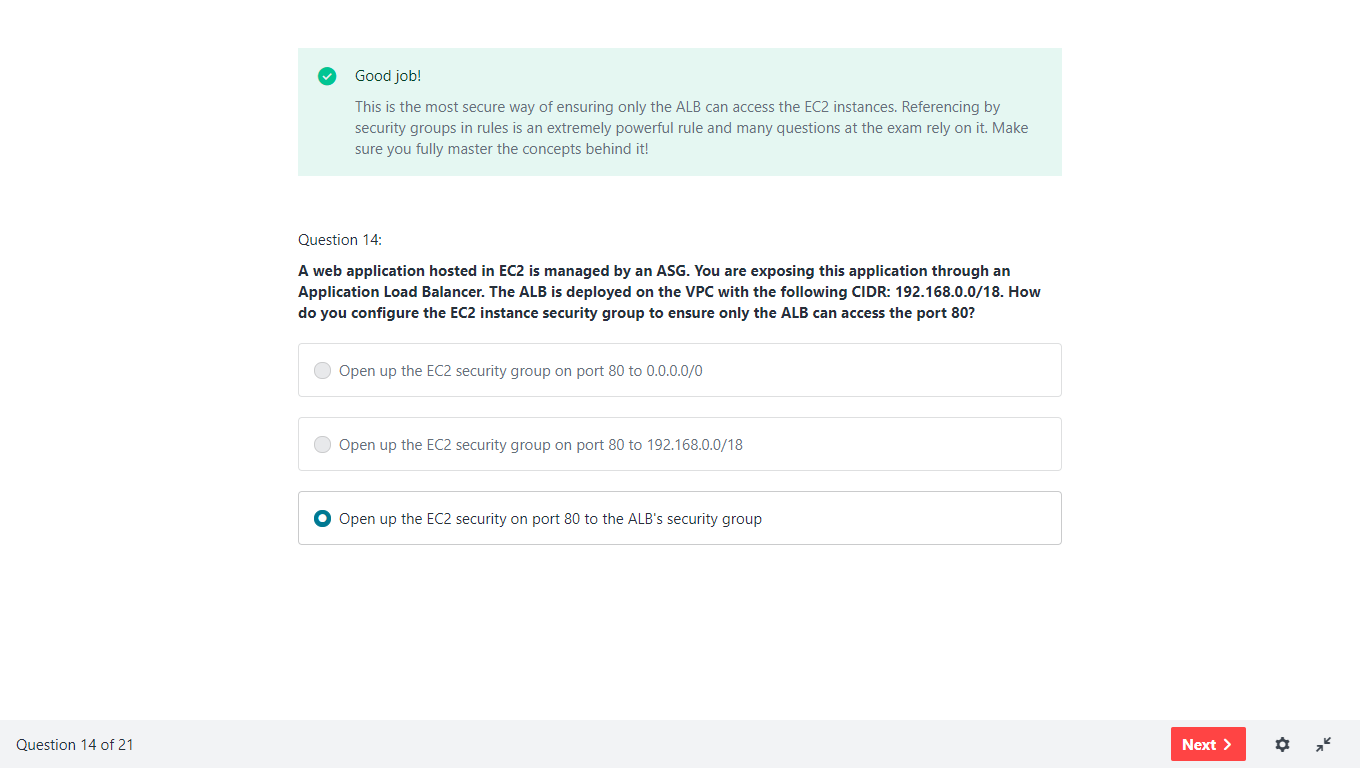 Good job!
This is the most secure way of ensuring only the ALB can access the EC2 instances. Referencing by
security groups in rules is an extremely powerful rule and many questions at the exam rely on it. Make
sure you fully master the concepts behind it!
Question 14:
A web application hosted in EC2 is managed by an ASG. You are exposing this application through an
Application Load Balancer. The ALB is deployed on the VPC with the following CIDR: 192.168.0.0/18. How
do you configure the EC2 instance security group to ensure only the ALB can access the port 80?
Open up the EC2 security group on port 80 to 0.0.0.0/0
Open up the EC2 security group on port 80 to 192.168.0.0/18
Open up the EC2 security on port 80 to the ALB's security group
Question 14 of 21
Next